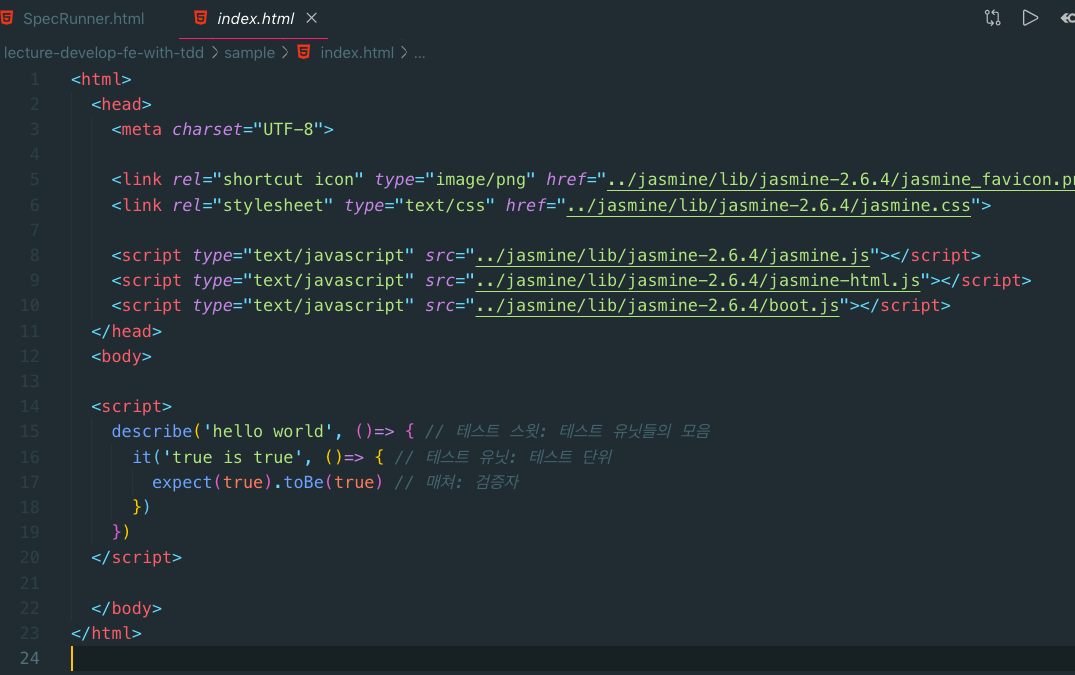 SpecRunner.html index.html
lecture-develop-fe-with-tdd > sample > index.html > ...
1 <html>
2 <head>
3 <meta charset="UTF-8">
4
5 <link rel="shortcut icon" type="image/png" href="../jasmine/lib/jasmine-2.6.4/jasmine_favicon.pn
6 <link rel="stylesheet" type="text/css" href="../jasmine/lib/jasmine-2.6.4/jasmine.css">
7
8 <script type="text/javascript" src="../jasmine/lib/jasmine-2.6.4/jasmine.js"></script>
9 <script type="text/javascript" src="../jasmine/lib/jasmine-2.6.4/jasmine-html.js"></script>
10 <script type="text/javascript" src="../jasmine/lib/jasmine-2.6.4/boot.js"></script>
11 </head>
12 <body>
13
14 <script>
15 describe('hello world', ()=> { // 테스트 스윗: 테스트 유닛들의 모음
16 it('true is true', ()=> { // 테스트 유닛: 테스트 단위
17 expect(true).toBe(true) // 매쳐: 검증자
18 })
19 })
20 </script>
21
22 </body>
23 </html>
24